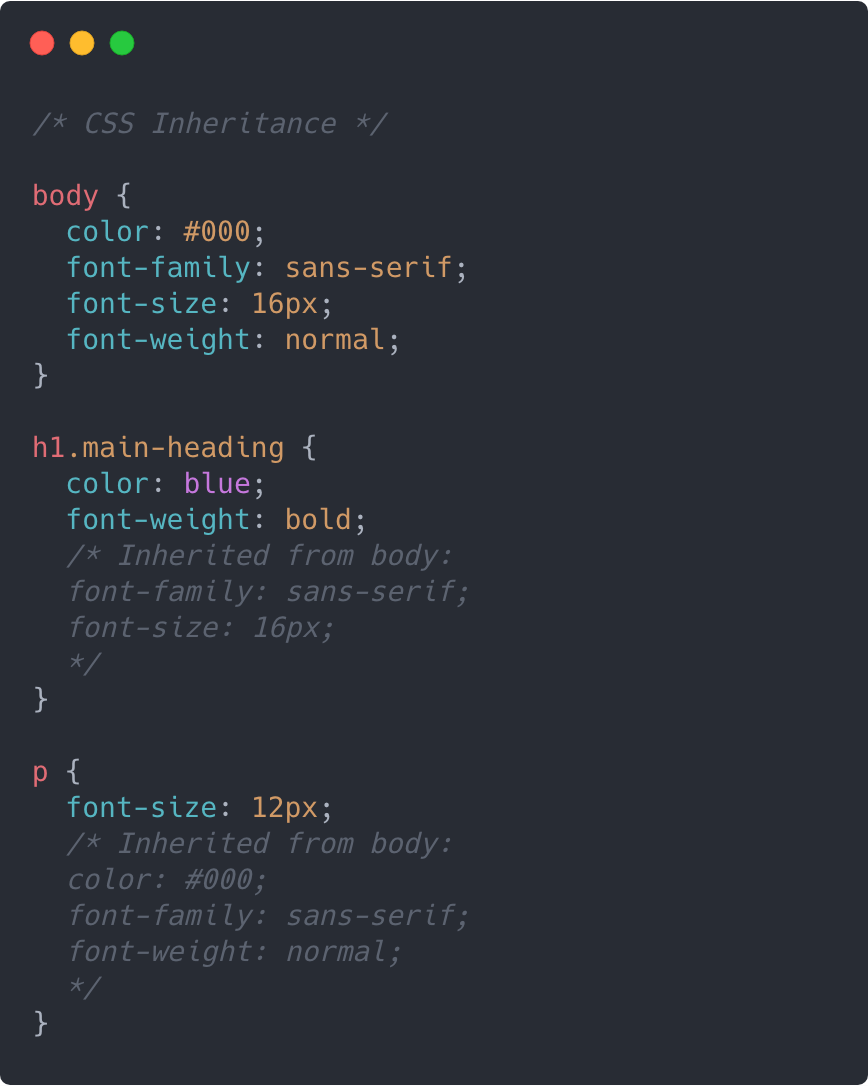 /* CSS Inheritance */
body {
  color: #000;
  font-family: sans-serif;
  font-size: 16px;
  font-weight: normal;
}
h1.main-heading {
  color: blue;
  font-weight: bold;
  /* Inherited from body:
  font-family: sans-serif;
  font-size: 16px;
  */
}
p {
  font-size: 12px;
  /* Inherited from body:
  color: #000;
  font-family: sans-serif;
  font-weight: normal;
  */
}